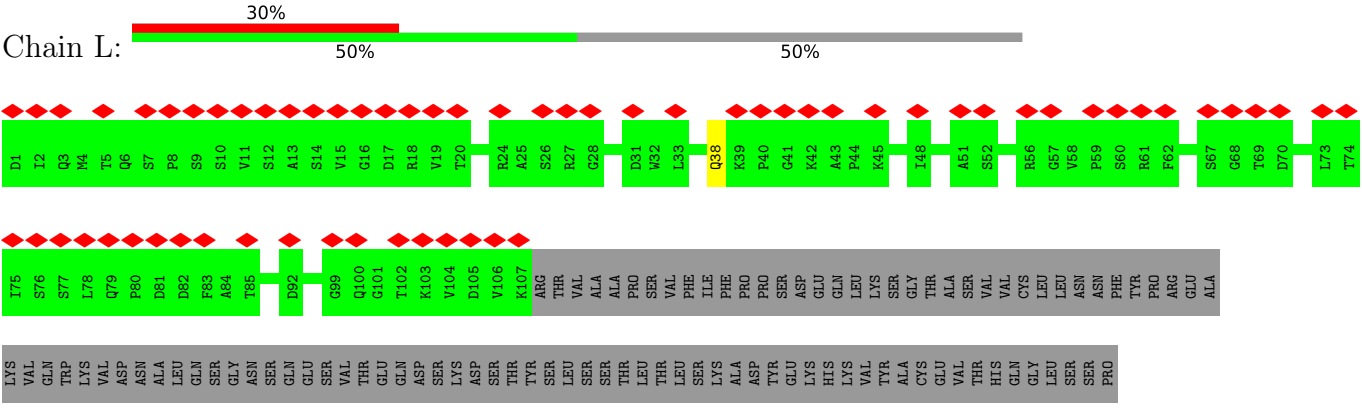 30%
Chain L:
50% 50%
D1 I2 Q3 M4 T5 Q6 S7 P8 S9 S10 V11 S12 A13 S14 V15 G16 D17 R18 V19 T20 R24 A25 S26 R27 G28 D31 W32 L33 Q38 K39 P40 G41 K42 A43 P44 K45 I48 A51 S52 R56 G57 V58 P59 S60 R61 F62 S67 G68 T69 D70 L73 T74
I75 S76 S77 L78 Q79 P80 D81 D82 F83 A84 T85 D92 G99 Q100 G101 T102 K103 V104 D105 V106 K107 ARG THR VAL ALA ALA PRO SER VAL PHE ILE PHE PRO PRO SER ASP GLU GLN LEU LYS SER GLY THR ALA SER VAL VAL CYS LEU LEU ASN ASN PHE TYR PRO ARG GLU ALA
LYS VAL GLN TRP LYS VAL ASP ASN ALA LEU GLN SER GLY ASN SER GLN GLU SER VAL THR GLU GLN ASP SER LYS ASP SER THR TYR SER LEU SER SER THR LEU THR LEU SER LYS ALA ASP TYR GLU LYS HIS LYS VAL TYR ALA CYS GLU VAL THR HIS GLN GLY LEU SER SER PRO